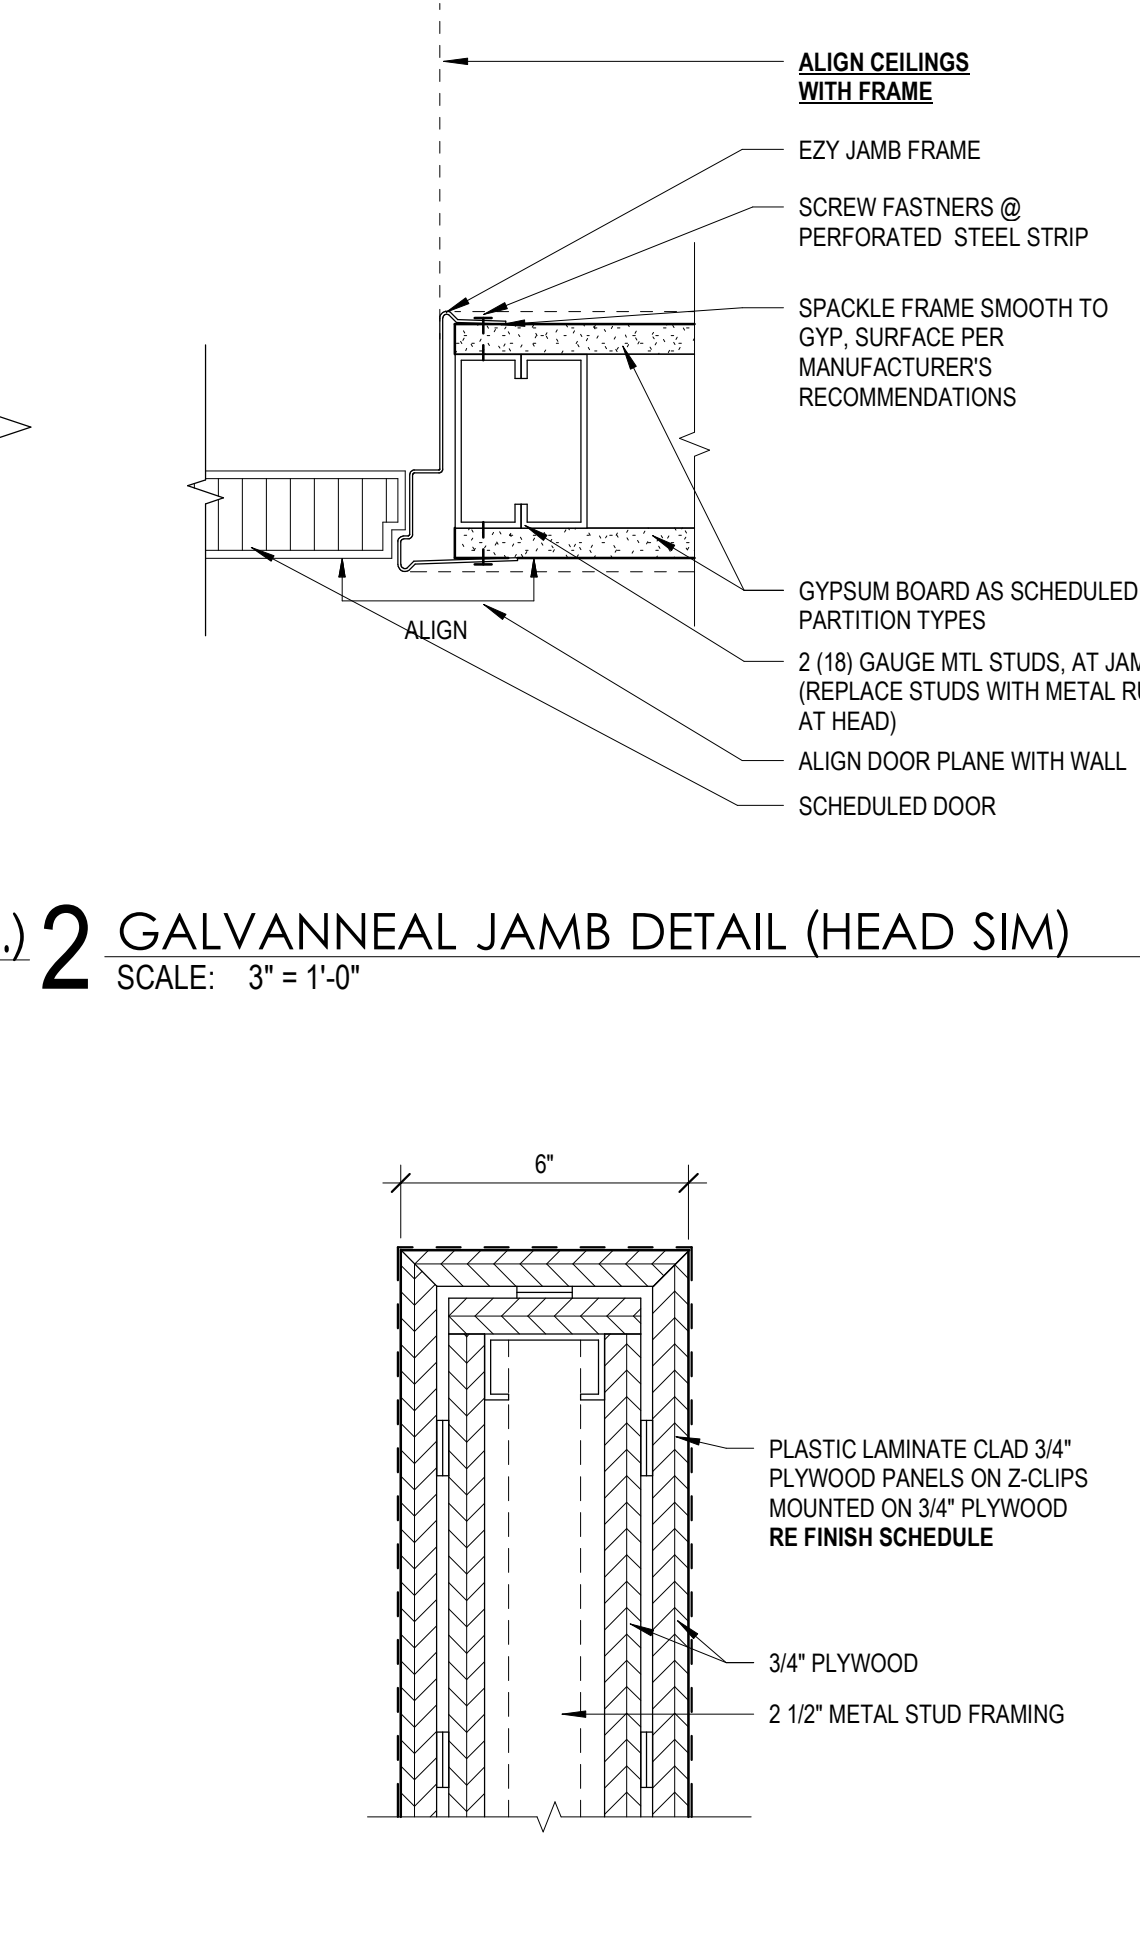 ALIGN CEILINGS
WITH FRAME
EZY JAMB FRAME
SCREW FASTNERS @
PERFORATED STEEL STRIP
SPACKLE FRAME SMOOTH TO
GYP, SURFACE PER
MANUFACTURER'S
RECOMMENDATIONS
GYPSUM BOARD AS SCHEDULED
PARTITION TYPES
ALIGN
2 (18) GAUGE MTL STUDS, AT
(REPLACE STUDS WITH METAL
AT HEAD)
ALIGN DOOR PLANE WITH WALL
SCHEDULED DOOR
.) 2 GALVANNEAL JAMB DETAIL (HEAD SIM)
SCALE: 3" = 1'-0"
6"
PLASTIC LAMINATE CLAD 3/4"
PLYWOOD PANELS ON Z-CLIPS
MOUNTED ON 3/4" PLYWOOD
RE FINISH SCHEDULE
3/4" PLYWOOD
2 1/2" METAL STUD FRAMING